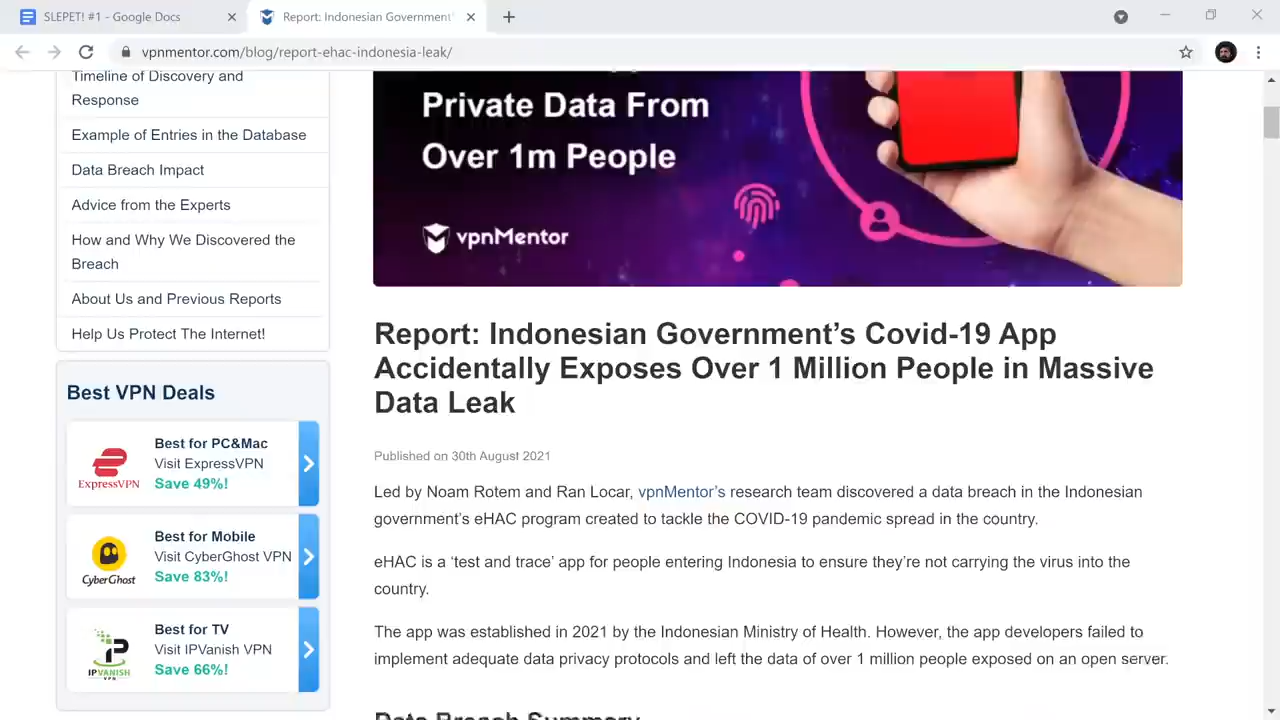 SLEPET! #1 - Google Docs
Report: Indonesian Government'
vpnmentor.com/blog/report-ehac-indonesia-leak/
Timeline of Discovery and
Response
Example of Entries in the Database
Data Breach Impact
Advice from the Experts
How and Why We Discovered the
Breach
About Us and Previous Reports
Help Us Protect The Internet!
Best VPN Deals
ExpressVPN
Best for PC&Mac
Visit ExpressVPN
Save 49%!
CyberGhost
Best for Mobile
Visit CyberGhost VPN
Save 83%!
IPVANISH
VPN
Best for TV
Visit IPVanish VPN
Save 66%!
Private Data From
Over 1m People
vpnMentor
Report: Indonesian Government’s Covid-19 App
Accidentally Exposes Over 1 Million People in Massive
Data Leak
Published on 30th August 2021
Led by Noam Rotem and Ran Locar, vpnMentor’s research team discovered a data breach in the Indonesian
government’s eHAC program created to tackle the COVID-19 pandemic spread in the country.
eHAC is a ‘test and trace’ app for people entering Indonesia to ensure they’re not carrying the virus into the
country.
The app was established in 2021 by the Indonesian Ministry of Health. However, the app developers failed to
implement adequate data privacy protocols and left the data of over 1 million people exposed on an open server.
Data Breach Summary